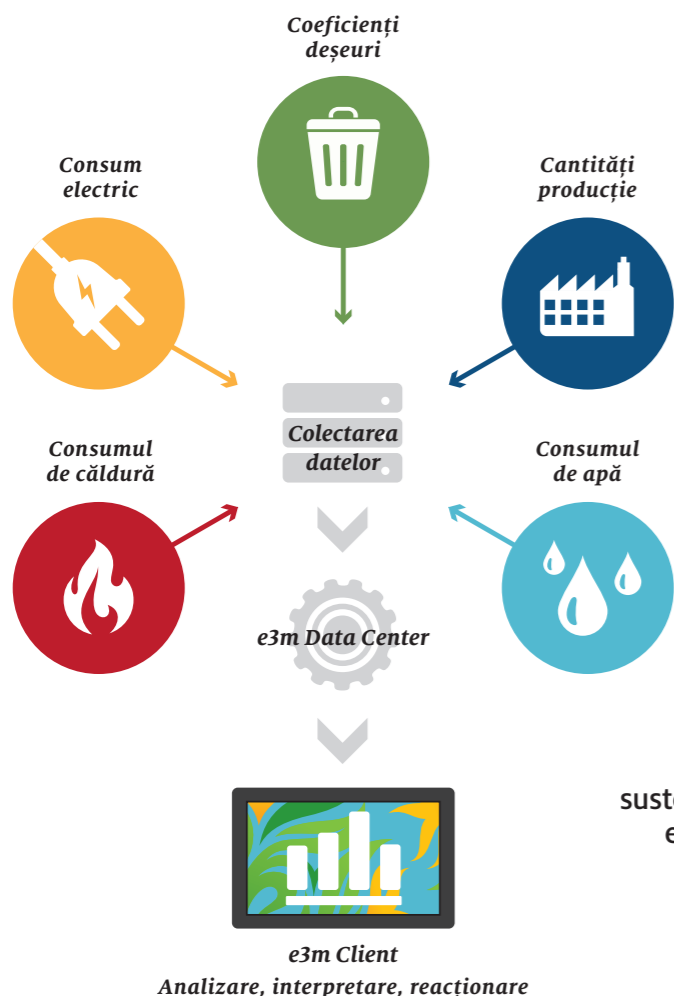 Coeficienți
deșeuri
Consum
electric
Cantități
producție
Colectarea
datelor
Consumul
de căldură
Consumul
de apă
e3m Data Center
e3m Client
Analizare, interpretare, reacționare